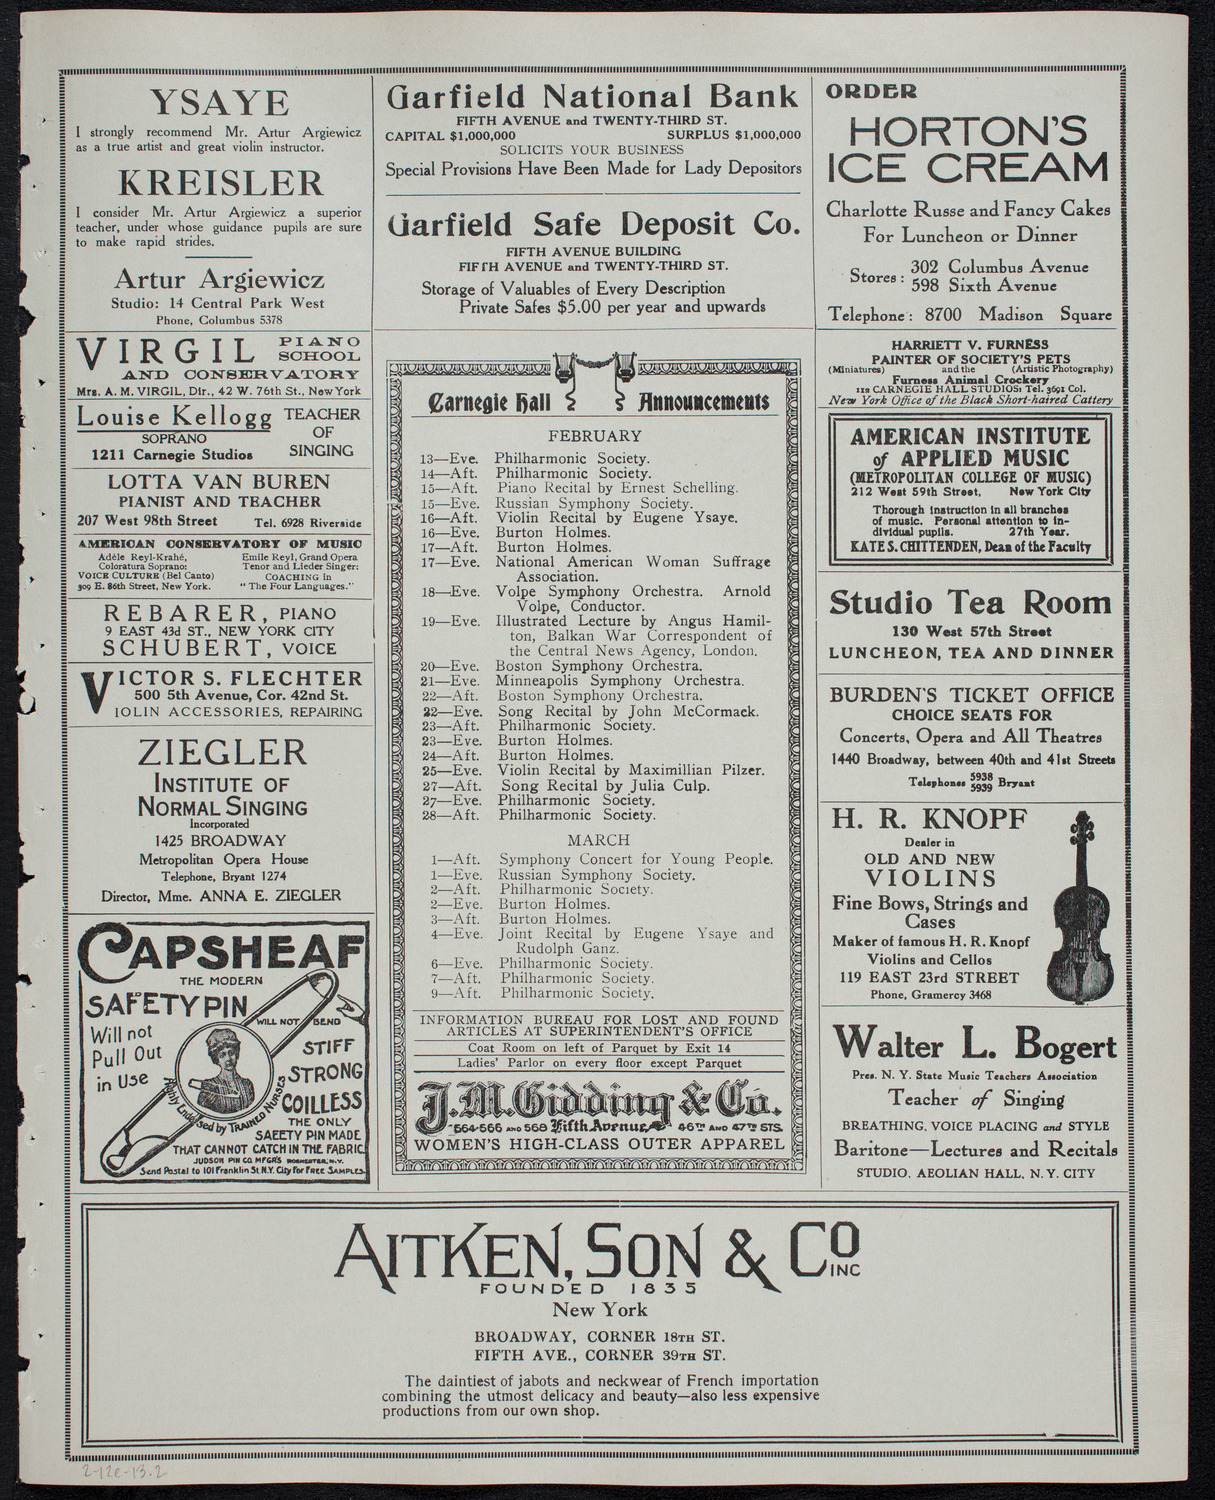 YSAYE
I strongly recommend Mr. Artur Argiewicz
as a true artist and great violin instructor.
KREISLER
I consider Mr. Artur Argiewicz a superior
teacher, under whose guidance pupils are sure
to make rapid strides.
Artur Argiewicz
Studio: 14 Central Park West
Phone, Columbus 5378
VIRGIL PIANO
SCHOOL
AND CONSERVATORY
Mrs. A. M. VIRGIL, Dir., 42 W. 76th St., New York
Louise Kellogg
SOPRANO
1211 Carnegie Studios
TEACHER
OF
SINGING
LOTTA VAN BUREN
PIANIST AND TEACHER
207 West 98th Street Tel. 6928 Riverside
AMERICAN CONSERVATORY OF MUSIC
Adèle Reyl-Krahé,
Coloratura Soprano:
VOICE CULTURE (Bel Canto)
309 E. 86th Street, New York.
Emile Reyl, Grand Opera
Tenor and Lieder Singer:
COACHING in
"The Four Languages."
REBARER, PIANO
9 EAST 43d ST., NEW YORK CITY
SCHUBERT, VOICE
VICTOR S. FLECHTER
500 5th Avenue, Cor. 42nd St.
VIOLIN ACCESSORIES, REPAIRING
ZIEGLER
INSTITUTE OF
NORMAL SINGING
Incorporated
1425 BROADWAY
Metropolitan Opera House
Telephone, Bryant 1274
Director, Mme. ANNA E. ZIEGLER
CAPSHEAF
THE MODERN
SAFETY PIN
WILL NOT BEND
Will not
Pull Out
in Use
STIFF
STRONG
COILLESS
Highly Endorsed by TRAINED NURSES
THE ONLY
SAFETY PIN MADE
THAT CANNOT CATCH IN THE FABRIC
JUDSON PIN CO. MFGRS ROCHESTER, N.Y.
Send Postal to 101 Franklin St. N.Y. City for FREE SAMPLES
Garfield National Bank
FIFTH AVENUE and TWENTY-THIRD ST.
CAPITAL $1,000,000 SURPLUS $1,000,000
SOLICITS YOUR BUSINESS
Special Provisions Have Been Made for Lady Depositors
Garfield Safe Deposit Co.
FIFTH AVENUE BUILDING
FIFTH AVENUE and TWENTY-THIRD ST.
Storage of Valuables of Every Description
Private Safes $5.00 per year and upwards
Carnegie Hall Announcements
FEBRUARY
13—Eve. Philharmonic Society.
14—Aft. Philharmonic Society.
15—Aft. Piano Recital by Ernest Schelling.
15—Eve. Russian Symphony Society.
16—Aft. Violin Recital by Eugene Ysaye.
16—Eve. Burton Holmes.
17—Aft. Burton Holmes.
17—Eve. National American Woman Suffrage
Association.
18—Eve. Volpe Symphony Orchestra. Arnold
Volpe, Conductor.
19—Eve. Illustrated Lecture by Angus Hamil-
ton, Balkan War Correspondent of
the Central News Agency, London.
20—Eve. Boston Symphony Orchestra.
21—Eve. Minneapolis Symphony Orchestra.
22—Aft. Boston Symphony Orchestra.
22—Eve. Song Recital by John McCormack.
23—Aft. Philharmonic Society.
23—Eve. Burton Holmes.
24—Aft. Burton Holmes.
25—Eve. Violin Recital by Maximillian Pilzer.
27—Aft. Song Recital by Julia Culp.
27—Eve. Philharmonic Society.
28—Aft. Philharmonic Society.
MARCH
1—Aft. Symphony Concert for Young People.
1—Eve. Russian Symphony Society.
2—Aft. Philharmonic Society.
2—Eve. Burton Holmes.
3—Aft. Burton Holmes.
4—Eve. Joint Recital by Eugene Ysaye and
Rudolph Ganz.
6—Eve. Philharmonic Society.
7—Aft. Philharmonic Society.
9—Aft. Philharmonic Society.
INFORMATION BUREAU FOR LOST AND FOUND
ARTICLES AT SUPERINTENDENT'S OFFICE
Coat Room on left of Parquet by Exit 14
Ladies' Parlor on every floor except Parquet
J. M. Gidding & Co.
564-566 AND 568 Fifth Avenue 46TH AND 47TH STS.
WOMEN'S HIGH-CLASS OUTER APPAREL
ORDER
HORTON'S
ICE CREAM
Charlotte Russe and Fancy Cakes
For Luncheon or Dinner
Stores: 302 Columbus Avenue
598 Sixth Avenue
Telephone: 8700 Madison Square
HARRIETT V. FURNESS
PAINTER OF SOCIETY'S PETS
(Miniatures) and the (Artistic Photography)
Furness Animal Crockery
112 CARNEGIE HALL STUDIOS: Tel. 3691 Col.
New York Office of the Black Short-haired Cattery
AMERICAN INSTITUTE
of APPLIED MUSIC
(METROPOLITAN COLLEGE OF MUSIC)
212 West 59th Street, New York City
Thorough instruction in all branches
of music. Personal attention to in-
dividual pupils. 27th Year.
KATE S. CHITTENDEN, Dean of the Faculty
Studio Tea Room
130 West 57th Street
LUNCHEON, TEA AND DINNER
BURDEN'S TICKET OFFICE
CHOICE SEATS FOR
Concerts, Opera and All Theatres
1440 Broadway, between 40th and 41st Streets
Telephones 5938
5939 Bryant
H. R. KNOPF
Dealer in
OLD AND NEW
VIOLINS
Fine Bows, Strings and
Cases
Maker of famous H. R. Knopf
Violins and Cellos
119 EAST 23rd STREET
Phone, Gramercy 3468
Walter L. Bogert
Pres. N. Y. State Music Teachers Association
Teacher of Singing
BREATHING, VOICE PLACING and STYLE
Baritone—Lectures and Recitals
STUDIO, AEOLIAN HALL, N. Y. CITY
AITKEN, SON & CO INC
FOUNDED 1835
New York
BROADWAY, CORNER 18TH ST.
FIFTH AVE., CORNER 39TH ST.
The daintiest of jabots and neckwear of French importation
combining the utmost delicacy and beauty—also less expensive
productions from our own shop.
2-12e-13.2